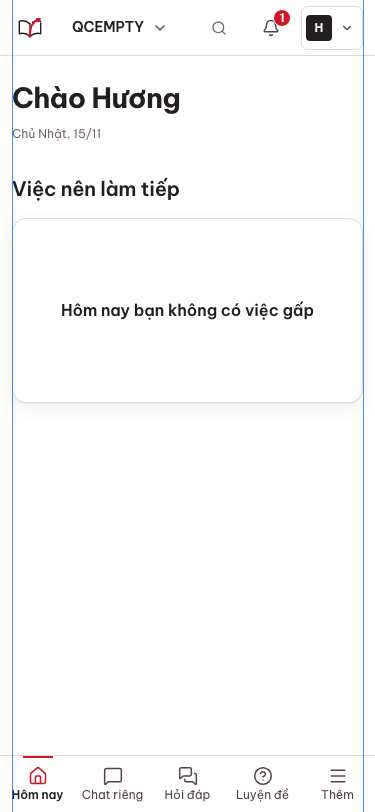 QCEMPTY
1
H
Chào Hương
Chủ Nhật, 15/11
Việc nên làm tiếp
Hôm nay bạn không có việc gấp
Hôm nay
Chat riêng
Hỏi đáp
Luyện đề
Thêm